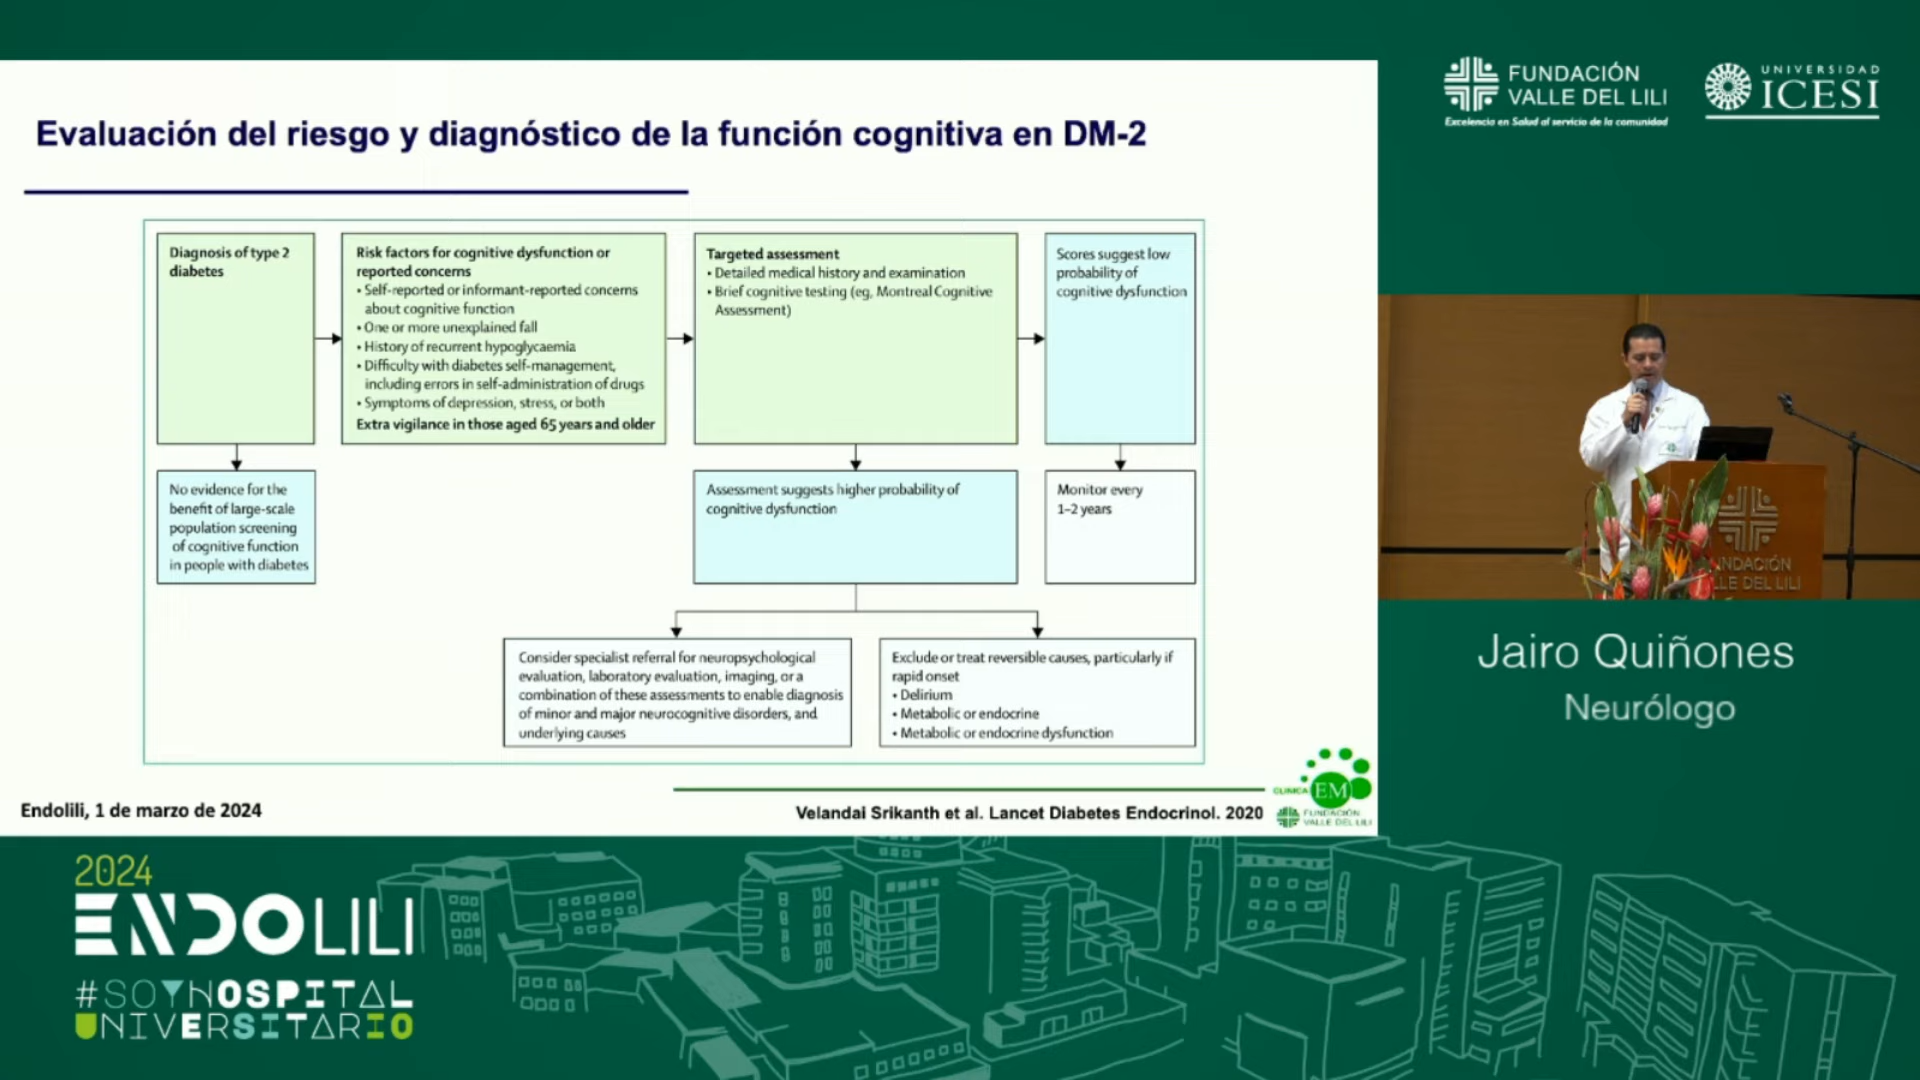 FUNDACIÓN
VALLE DEL LILI
Excelencia en Salud al servicio de la comunidad
UNIVERSIDAD
ICESI
Evaluación del riesgo y diagnóstico de la función cognitiva en DM-2
Diagnosis of type 2
diabetes
Risk factors for cognitive dysfunction or
reported concerns
• Self-reported or informant-reported concerns
about cognitive function
• One or more unexplained fall
• History of recurrent hypoglycaemia
• Difficulty with diabetes self-management,
including errors in self-administration of drugs
• Symptoms of depression, stress, or both
Extra vigilance in those aged 65 years and older
Targeted assessment
• Detailed medical history and examination
• Brief cognitive testing (eg, Montreal Cognitive
Assessment)
Scores suggest low
probability of
cognitive dysfunction
No evidence for the
benefit of large-scale
population screening
of cognitive function
in people with diabetes
Assessment suggests higher probability of
cognitive dysfunction
Monitor every
1–2 years
Consider specialist referral for neuropsychological
evaluation, laboratory evaluation, imaging, or a
combination of these assessments to enable diagnosis
of minor and major neurocognitive disorders, and
underlying causes
Exclude or treat reversible causes, particularly if
rapid onset
• Delirium
• Metabolic or endocrine
• Metabolic or endocrine dysfunction
Endolili, 1 de marzo de 2024
Velandai Srikanth et al. Lancet Diabetes Endocrinol. 2020
CLINICA EM
FUNDACIÓN
VALLE DEL LILI
NDACIÓN
LLE DEL LILI
Jairo Quiñones
Neurólogo
2024
ENDOLILI
#SOYHOSPITAL
UNIVERSITARIO